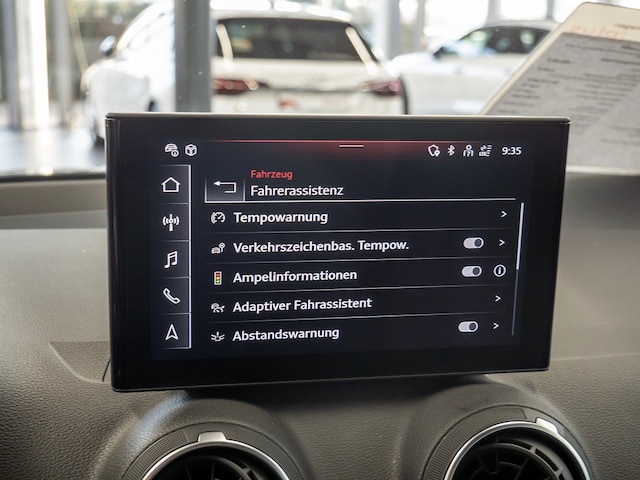 9:35
Fahrzeug
Fahrerassistenz
Tempowarnung
Verkehrszeichenbas. Tempow.
Ampelinformationen
Adaptiver Fahrassistent
Abstandswarnung